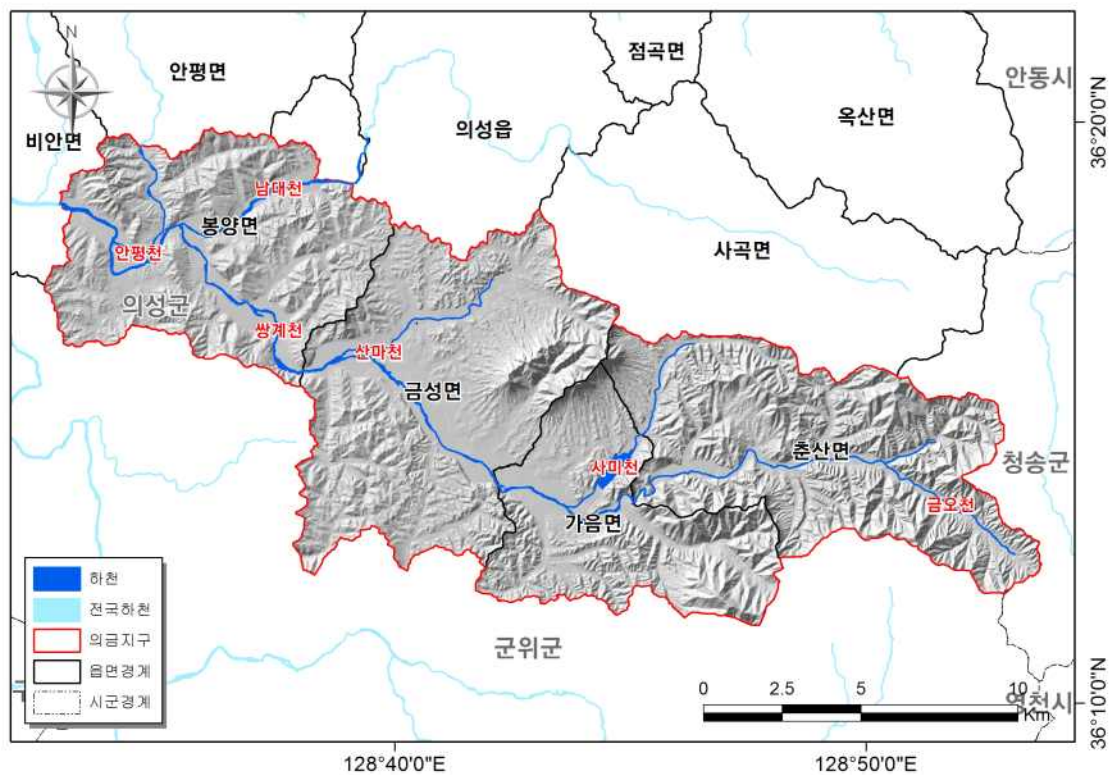 N
안평면
점곡면
안동시
비안면
의성읍
옥산면
36°20'0"N
남대천
봉양면
사곡면
안평천
의성군
쌍계천
산마천
금성면
사미천
춘산면
청송군
금오천
가음면
하천
전국하천
의금지구
읍면경계
시군경계
군위군
영천시
0 2.5 5 10
Km
36°10'0"N
128°40'0"E
128°50'0"E